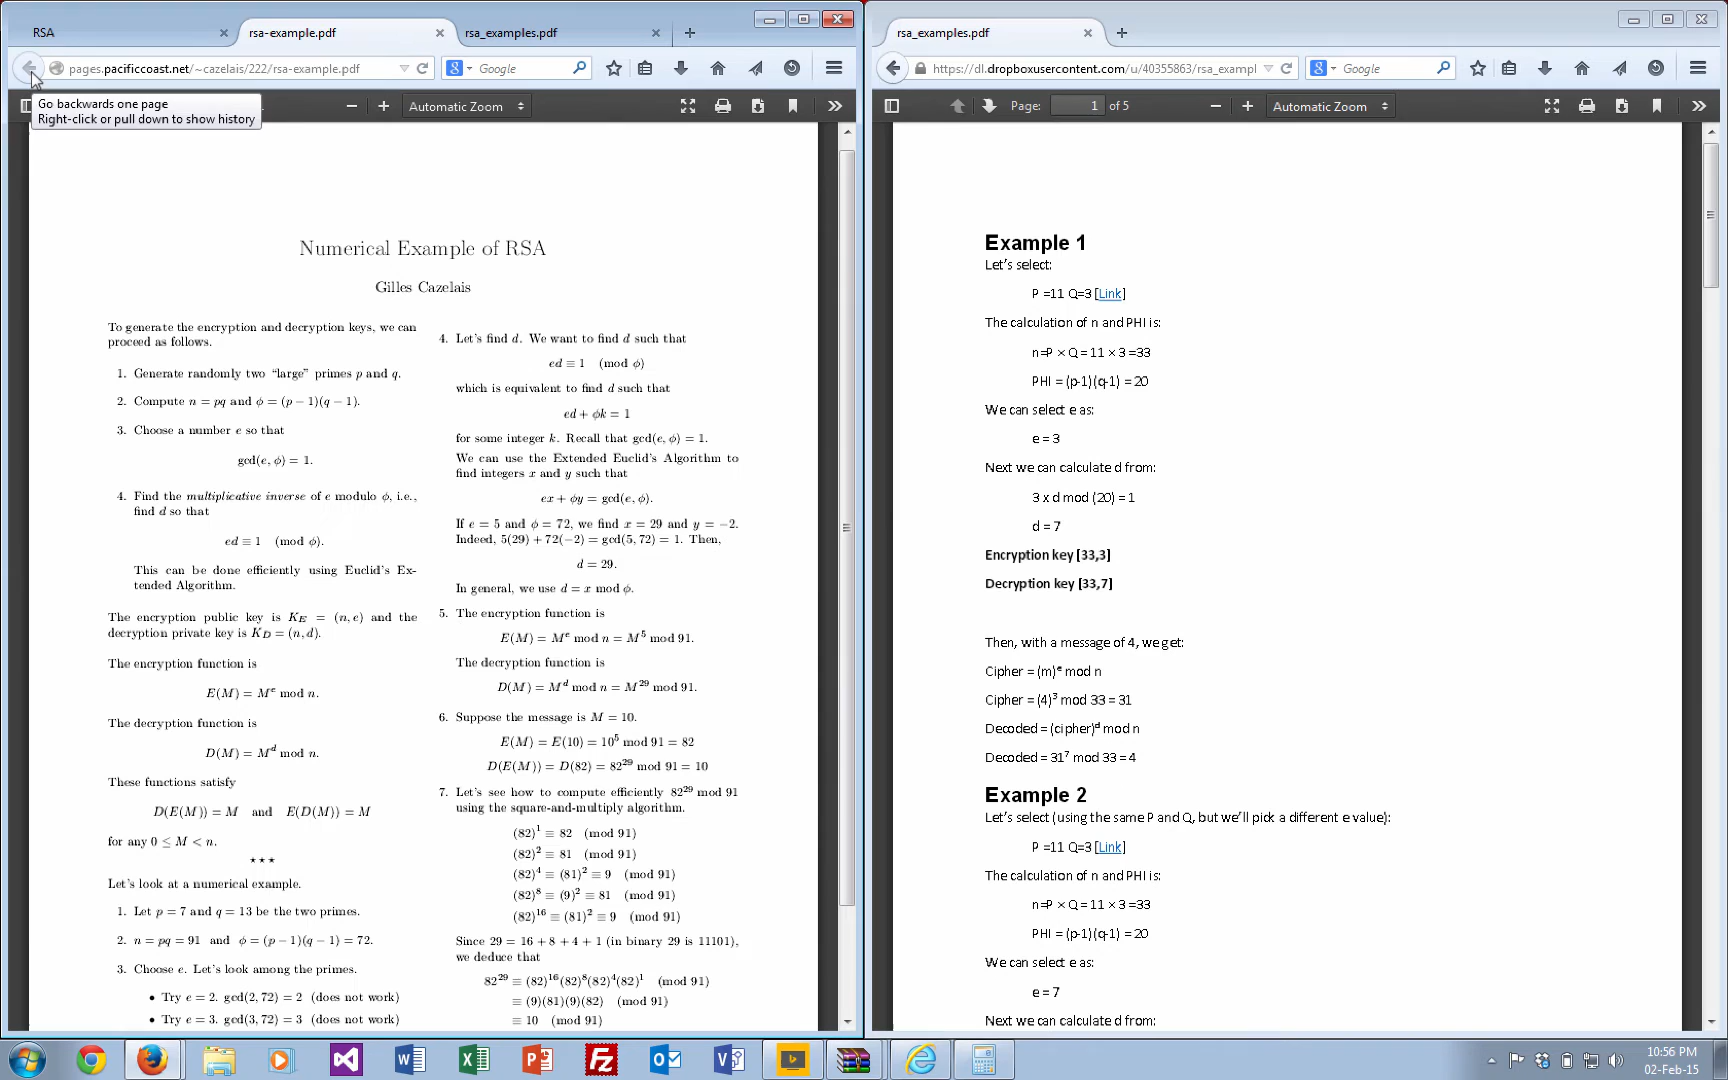 RSA
rsa-example.pdf
rsa_examples.pdf
pages.pacificcoast.net/~cazelais/222/rsa-example.pdf
Google
Go backwards one page
Right-click or pull down to show history
Automatic Zoom
Numerical Example of RSA
Gilles Cazelais
To generate the encryption and decryption keys, we can
proceed as follows.
1. Generate randomly two “large” primes p and q.
2. Compute n = pq and ϕ = (p − 1)(q − 1).
3. Choose a number e so that
gcd(e, ϕ) = 1.
4. Find the multiplicative inverse of e modulo ϕ, i.e.,
find d so that
ed ≡ 1 (mod ϕ).
This can be done efficiently using Euclid’s Ex-
tended Algorithm.
The encryption public key is K_E = (n, e) and the
decryption private key is K_D = (n, d).
The encryption function is
E(M) = M^e mod n.
The decryption function is
D(M) = M^d mod n.
These functions satisfy
D(E(M)) = M and E(D(M)) = M
for any 0 ≤ M < n.
⋆⋆⋆
Let’s look at a numerical example.
1. Let p = 7 and q = 13 be the two primes.
2. n = pq = 91 and ϕ = (p − 1)(q − 1) = 72.
3. Choose e. Let’s look among the primes.
• Try e = 2. gcd(2, 72) = 2 (does not work)
• Try e = 3. gcd(3, 72) = 3 (does not work)
4. Let’s find d. We want to find d such that
ed ≡ 1 (mod ϕ)
which is equivalent to find d such that
ed + ϕk = 1
for some integer k. Recall that gcd(e, ϕ) = 1.
We can use the Extended Euclid’s Algorithm to
find integers x and y such that
ex + ϕy = gcd(e, ϕ).
If e = 5 and ϕ = 72, we find x = 29 and y = −2.
Indeed, 5(29) + 72(−2) = gcd(5, 72) = 1. Then,
d = 29.
In general, we use d = x mod ϕ.
5. The encryption function is
E(M) = M^e mod n = M^5 mod 91.
The decryption function is
D(M) = M^d mod n = M^29 mod 91.
6. Suppose the message is M = 10.
E(M) = E(10) = 10^5 mod 91 = 82
D(E(M)) = D(82) = 82^29 mod 91 = 10
7. Let’s see how to compute efficiently 82^29 mod 91
using the square-and-multiply algorithm.
(82)^1 ≡ 82 (mod 91)
(82)^2 ≡ 81 (mod 91)
(82)^4 ≡ (81)^2 ≡ 9 (mod 91)
(82)^8 ≡ (9)^2 ≡ 81 (mod 91)
(82)^16 ≡ (81)^2 ≡ 9 (mod 91)
Since 29 = 16 + 8 + 4 + 1 (in binary 29 is 11101),
we deduce that
82^29 ≡ (82)^16(82)^8(82)^4(82)^1 (mod 91)
≡ (9)(81)(9)(82) (mod 91)
≡ 10 (mod 91)
rsa_examples.pdf
https://dl.dropboxusercontent.com/u/40355863/rsa_exampl
Google
Page: 1 of 5
Automatic Zoom
Example 1
Let’s select:
P =11 Q=3 [Link]
The calculation of n and PHI is:
n=P × Q = 11 × 3 =33
PHI = (p-1)(q-1) = 20
We can select e as:
e = 3
Next we can calculate d from:
3 x d mod (20) = 1
d = 7
Encryption key [33,3]
Decryption key [33,7]
Then, with a message of 4, we get:
Cipher = (m)^e mod n
Cipher = (4)^3 mod 33 = 31
Decoded = (cipher)^d mod n
Decoded = 31^7 mod 33 = 4
Example 2
Let’s select (using the same P and Q, but we’ll pick a different e value):
P =11 Q=3 [Link]
The calculation of n and PHI is:
n=P × Q = 11 × 3 =33
PHI = (p-1)(q-1) = 20
We can select e as:
e = 7
Next we can calculate d from:
10:56 PM
02-Feb-15